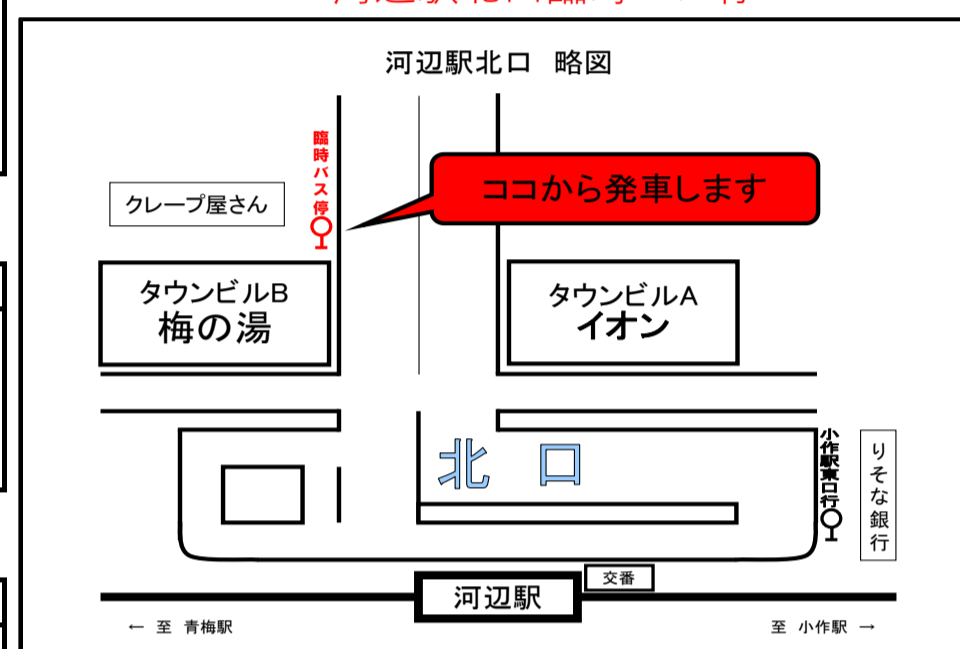 河辺駅北口 略図
臨時バス停
ココから発車します
クレープ屋さん
タウンビルB
梅の湯
タウンビルA
イオン
北 口
小作駅東口行
りそな銀行
交番
河辺駅
← 至 青梅駅
至 小作駅 →